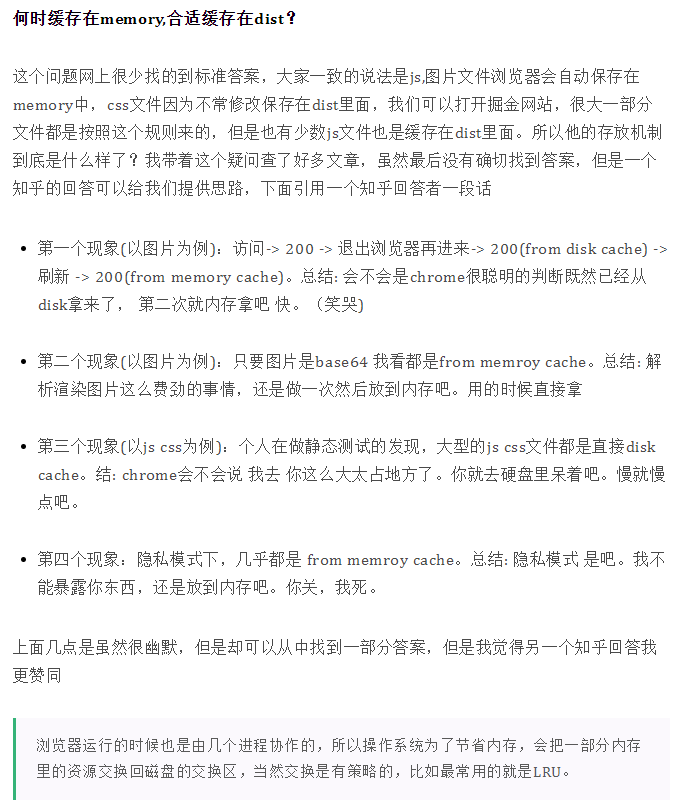 何时缓存在memory,合适缓存在dist？
这个问题网上很少找的到标准答案，大家一致的说法是js,图片文件浏览器会自动保存在
memory中，css文件因为不常修改保存在dist里面，我们可以打开掘金网站，很大一部分
文件都是按照这个规则来的，但是也有少数js文件也是缓存在dist里面。所以他的存放机制
到底是什么样了？我带着这个疑问查了好多文章，虽然最后没有确切找到答案，但是一个
知乎的回答可以给我们提供思路，下面引用一个知乎回答者一段话
• 第一个现象(以图片为例)：访问-> 200 -> 退出浏览器再进来-> 200(from disk cache) ->
刷新 -> 200(from memory cache)。总结: 会不会是chrome很聪明的判断既然已经从
disk拿来了， 第二次就内存拿吧 快。（笑哭)
• 第二个现象(以图片为例)：只要图片是base64 我看都是from memroy cache。总结: 解
析渲染图片这么费劲的事情，还是做一次然后放到内存吧。用的时候直接拿
• 第三个现象(以js css为例)：个人在做静态测试的发现，大型的js css文件都是直接disk
cache。结: chrome会不会说 我去 你这么大太占地方了。你就去硬盘里呆着吧。慢就慢
点吧。
• 第四个现象：隐私模式下，几乎都是 from memroy cache。总结: 隐私模式 是吧。我不
能暴露你东西，还是放到内存吧。你关，我死。
上面几点是虽然很幽默，但是却可以从中找到一部分答案，但是我觉得另一个知乎回答我
更赞同
浏览器运行的时候也是由几个进程协作的，所以操作系统为了节省内存，会把一部分内存
里的资源交换回磁盘的交换区，当然交换是有策略的，比如最常用的就是LRU。